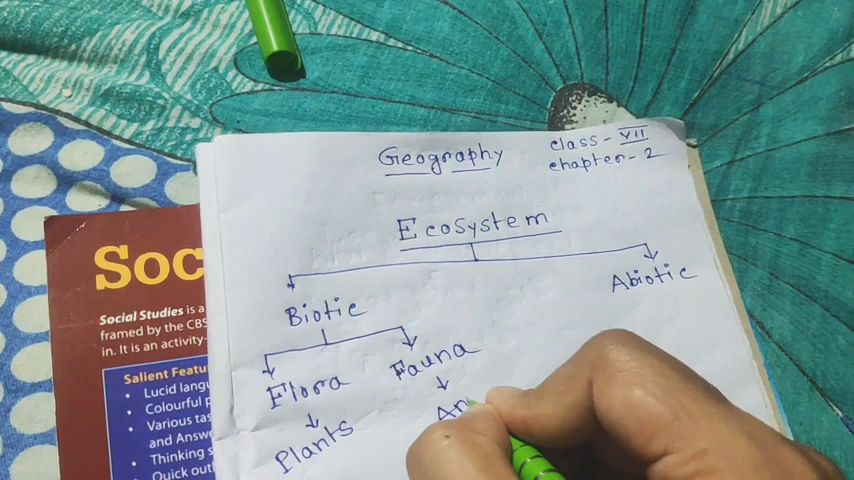 Geography
class - VII
chapter - 2
Ecosystem
Biotic
Abiotic
Flora
Fauna
Plants
Soc
Social Studies is a
framed by the CBS
in. It is an activity-
Salient Featu
• Lucid langu
• Colourful p
• Various tas
and Answ
• Thinking s
• Quick out